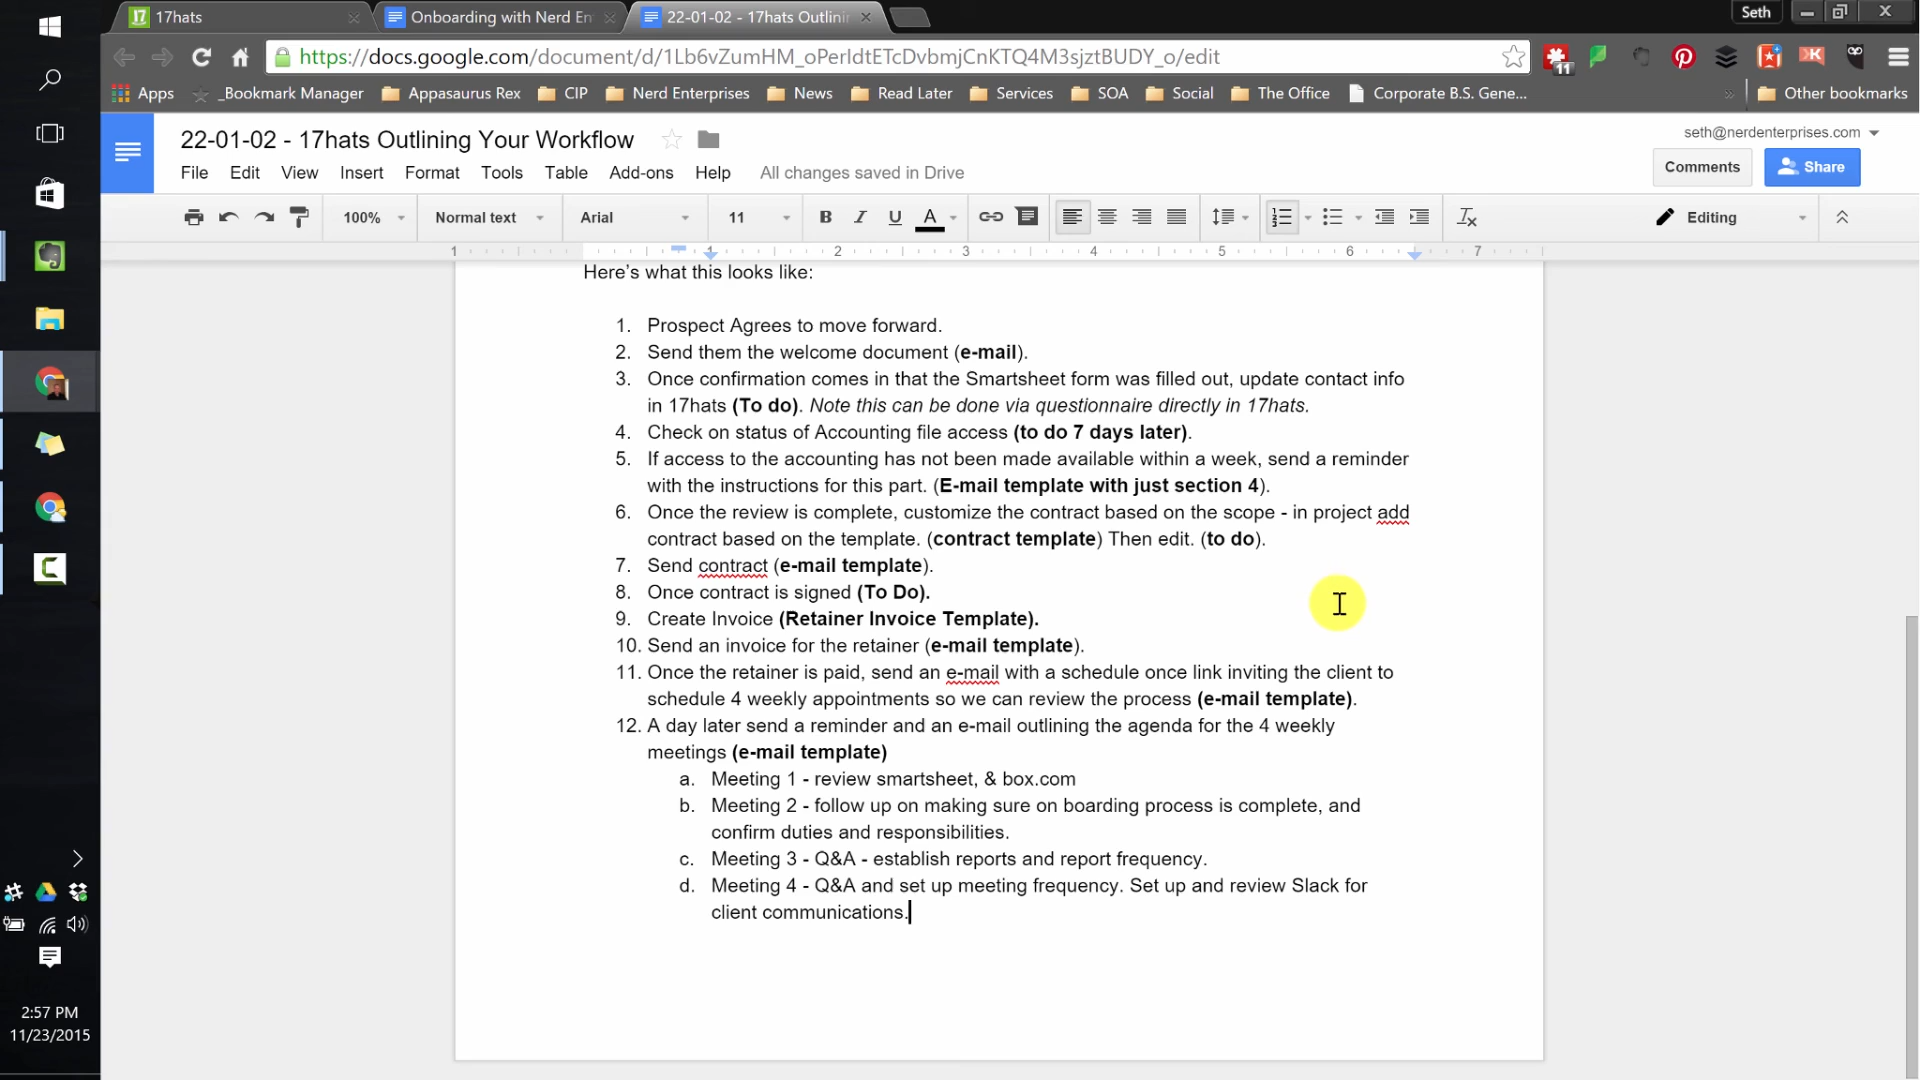 17hats
Onboarding with Nerd En
22-01-02 - 17hats Outlinin
Seth
https://docs.google.com/document/d/1Lb6vZumHM_oPerIdtETcDvbmjCnKTQ4M3sjztBUDY_o/edit
11
Apps
_Bookmark Manager
Appasaurus Rex
CIP
Nerd Enterprises
News
Read Later
Services
SOA
Social
The Office
Corporate B.S. Gene...
»
Other bookmarks
22-01-02 - 17hats Outlining Your Workflow
seth@nerdenterprises.com
File Edit View Insert Format Tools Table Add-ons Help All changes saved in Drive
Comments
Share
100% Normal text Arial 11 B I U A Editing
1 1 2 3 4 5 6 7
Here's what this looks like:
1. Prospect Agrees to move forward.
2. Send them the welcome document (e-mail).
3. Once confirmation comes in that the Smartsheet form was filled out, update contact info
in 17hats (To do). Note this can be done via questionnaire directly in 17hats.
4. Check on status of Accounting file access (to do 7 days later).
5. If access to the accounting has not been made available within a week, send a reminder
with the instructions for this part. (E-mail template with just section 4).
6. Once the review is complete, customize the contract based on the scope - in project add
contract based on the template. (contract template) Then edit. (to do).
7. Send contract (e-mail template).
8. Once contract is signed (To Do).
9. Create Invoice (Retainer Invoice Template).
10. Send an invoice for the retainer (e-mail template).
11. Once the retainer is paid, send an e-mail with a schedule once link inviting the client to
schedule 4 weekly appointments so we can review the process (e-mail template).
12. A day later send a reminder and an e-mail outlining the agenda for the 4 weekly
meetings (e-mail template)
a. Meeting 1 - review smartsheet, & box.com
b. Meeting 2 - follow up on making sure on boarding process is complete, and
confirm duties and responsibilities.
c. Meeting 3 - Q&A - establish reports and report frequency.
d. Meeting 4 - Q&A and set up meeting frequency. Set up and review Slack for
client communications.
2:57 PM
11/23/2015